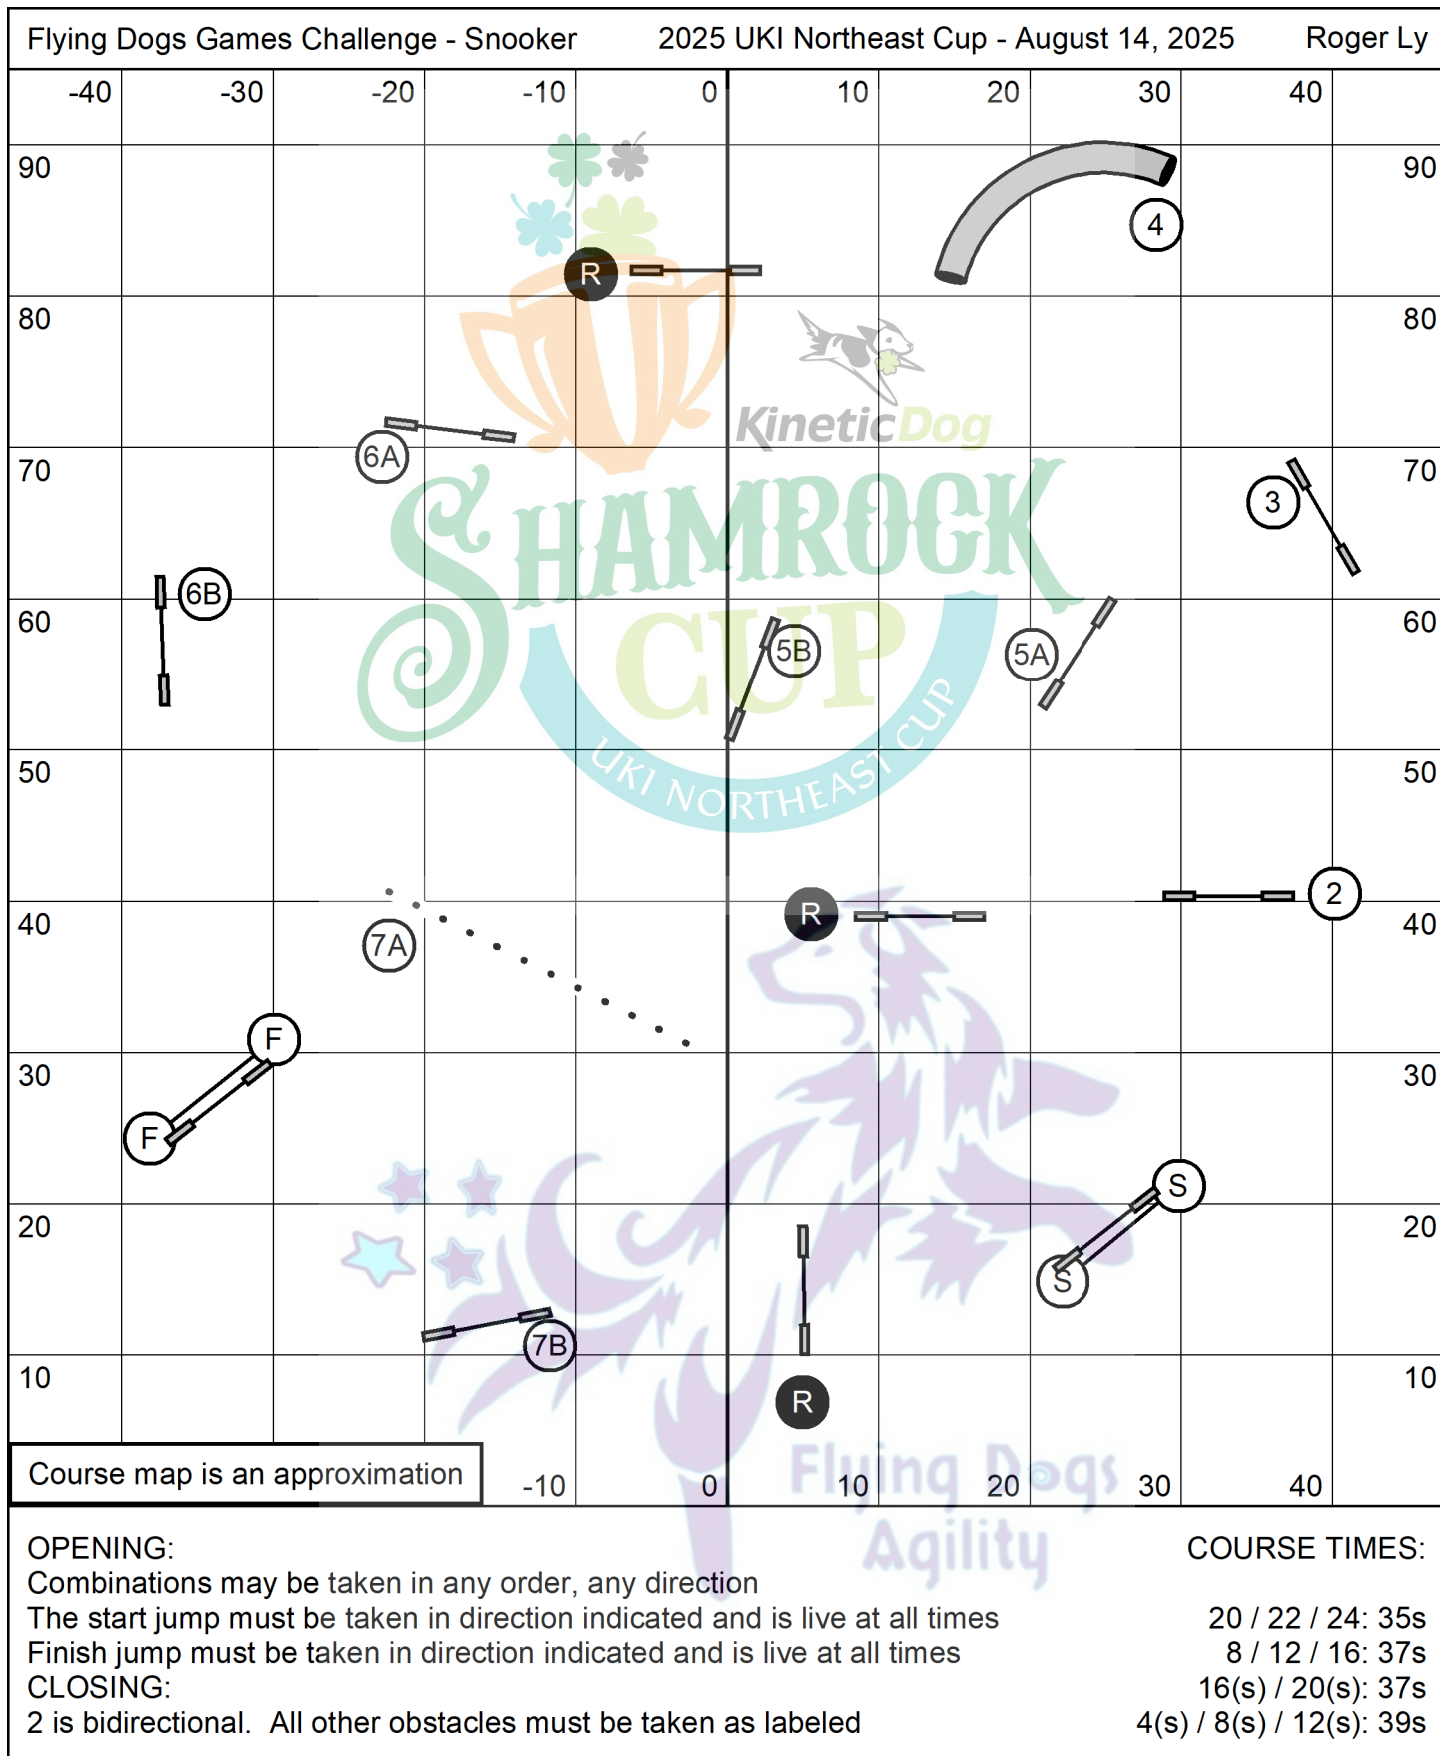 Flying Dogs Games Challenge - Snooker 2025 UKI Northeast Cup - August 14, 2025 Roger Ly
-40 -30 -20 -10 0 10 20 30 40
90 90
4
R
80 80
KineticDog
6A
70 70
3
SHAMROCK
6B
60 60
CUP
5B 5A
UKI NORTHEAST CUP
50 50
2
R
40 40
7A
F
30 30
F
S
20 20
S
7B
10 10
R
Flying Dogs
Agility
Course map is an approximation
-10 0 10 20 30 40
OPENING: COURSE TIMES:
Combinations may be taken in any order, any direction
The start jump must be taken in direction indicated and is live at all times 20 / 22 / 24: 35s
Finish jump must be taken in direction indicated and is live at all times 8 / 12 / 16: 37s
CLOSING: 16(s) / 20(s): 37s
2 is bidirectional. All other obstacles must be taken as labeled 4(s) / 8(s) / 12(s): 39s